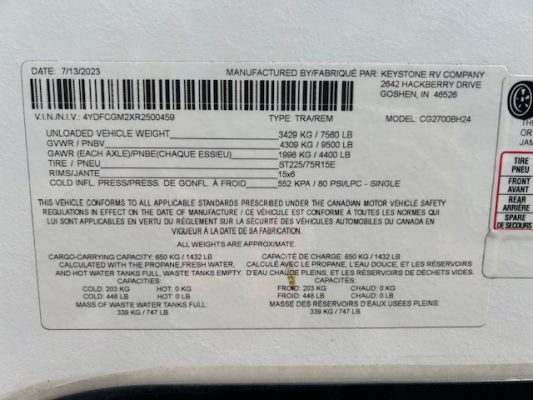 DATE: 7/13/2023
MANUFACTURED BY/FABRIQUÉ PAR: KEYSTONE RV COMPANY
2642 HACKBERRY DRIVE
GOSHEN, IN 46526
V.I.N./N.I.V.: 4YDFCGM2XR2500459 TYPE: TRA/REM MODEL: CG2700BH24
UNLOADED VEHICLE WEIGHT 3429 KG / 7560 LB
GVWR / PNBV 4309 KG / 9500 LB
GAWR (EACH AXLE)/PNBE(CHAQUE ESSIEU) 1996 KG / 4400 LB
TIRE / PNEU ST225/75R15E
RIMS/JANTE 15x6
COLD INFL. PRESS/PRESS. DE GONFL. À FROID 552 KPA / 80 PSI/LPC - SINGLE
THIS VEHICLE CONFORMS TO ALL APPLICABLE STANDARDS PRESCRIBED UNDER THE CANADIAN MOTOR VEHICLE SAFETY
REGULATIONS IN EFFECT ON THE DATE OF MANUFACTURE / CE VÉHICULE EST CONFORME À TOUTES LES NORMES QUI
LUI SONT APPLICABLES EN VERTU DU RÈGLEMENT SUR LA SÉCURITÉ DES VÉHICULES AUTOMOBILES DU CANADA EN
VIGUEUR À LA DATE DE SA FABRICATION.
ALL WEIGHTS ARE APPROXIMATE.
CARGO-CARRYING CAPACITY: 650 KG / 1432 LB
CALCULATED WITH THE PROPANE,FRESH WATER,
AND HOT WATER TANKS FULL, WASTE TANKS EMPTY.
CAPACITIES:
COLD: 203 KG HOT: 0 KG
COLD: 448 LB HOT: 0 LB
MASS OF WASTE WATER TANKS FULL:
339 KG / 747 LB
CAPACITÉ DE CHARGE: 650 KG / 1432 LB
CALCULÉ AVEC LE PROPANE, L'EAU DOUCE, ET LES RÉSERVOIRS
D'EAU CHAUDE PLEINS, ET LES RÉSERVOIRS DE DÉCHETS VIDES.
CAPACITÉS:
FROID: 203 KG CHAUD: 0 KG
FROID: 448 LB CHAUD: 0 LB
MASSE DES RÉSERVOIRS D'EAUX USÉES PLEINS:
339 KG / 747 LB
TIRE
PNEU
FRONT
AVANT
REAR
ARRIÈRE
SPARE
DE SECOURS